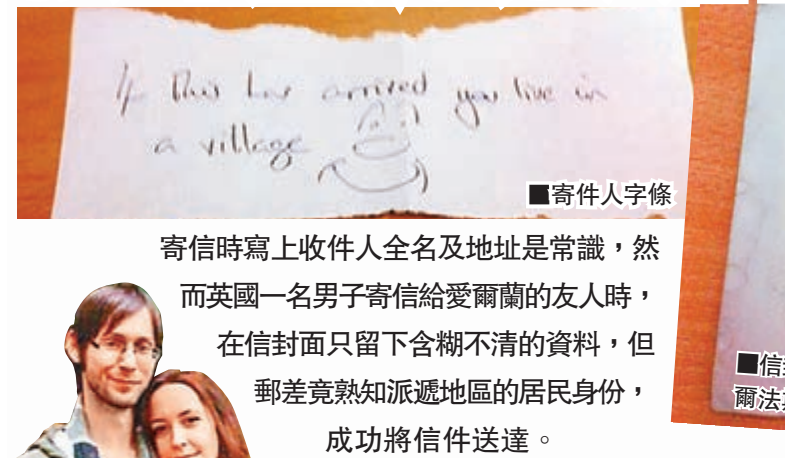 If this has arrived you live in
a village
■寄件人字條
寄信時寫上收件人全名及地址是常識，然
而英國一名男子寄信給愛爾蘭的友人時，
在信封面只留下含糊不清的資料，但
郵差竟熟知派遞地區的居民身份，
成功將信件送達。
■信封
爾法